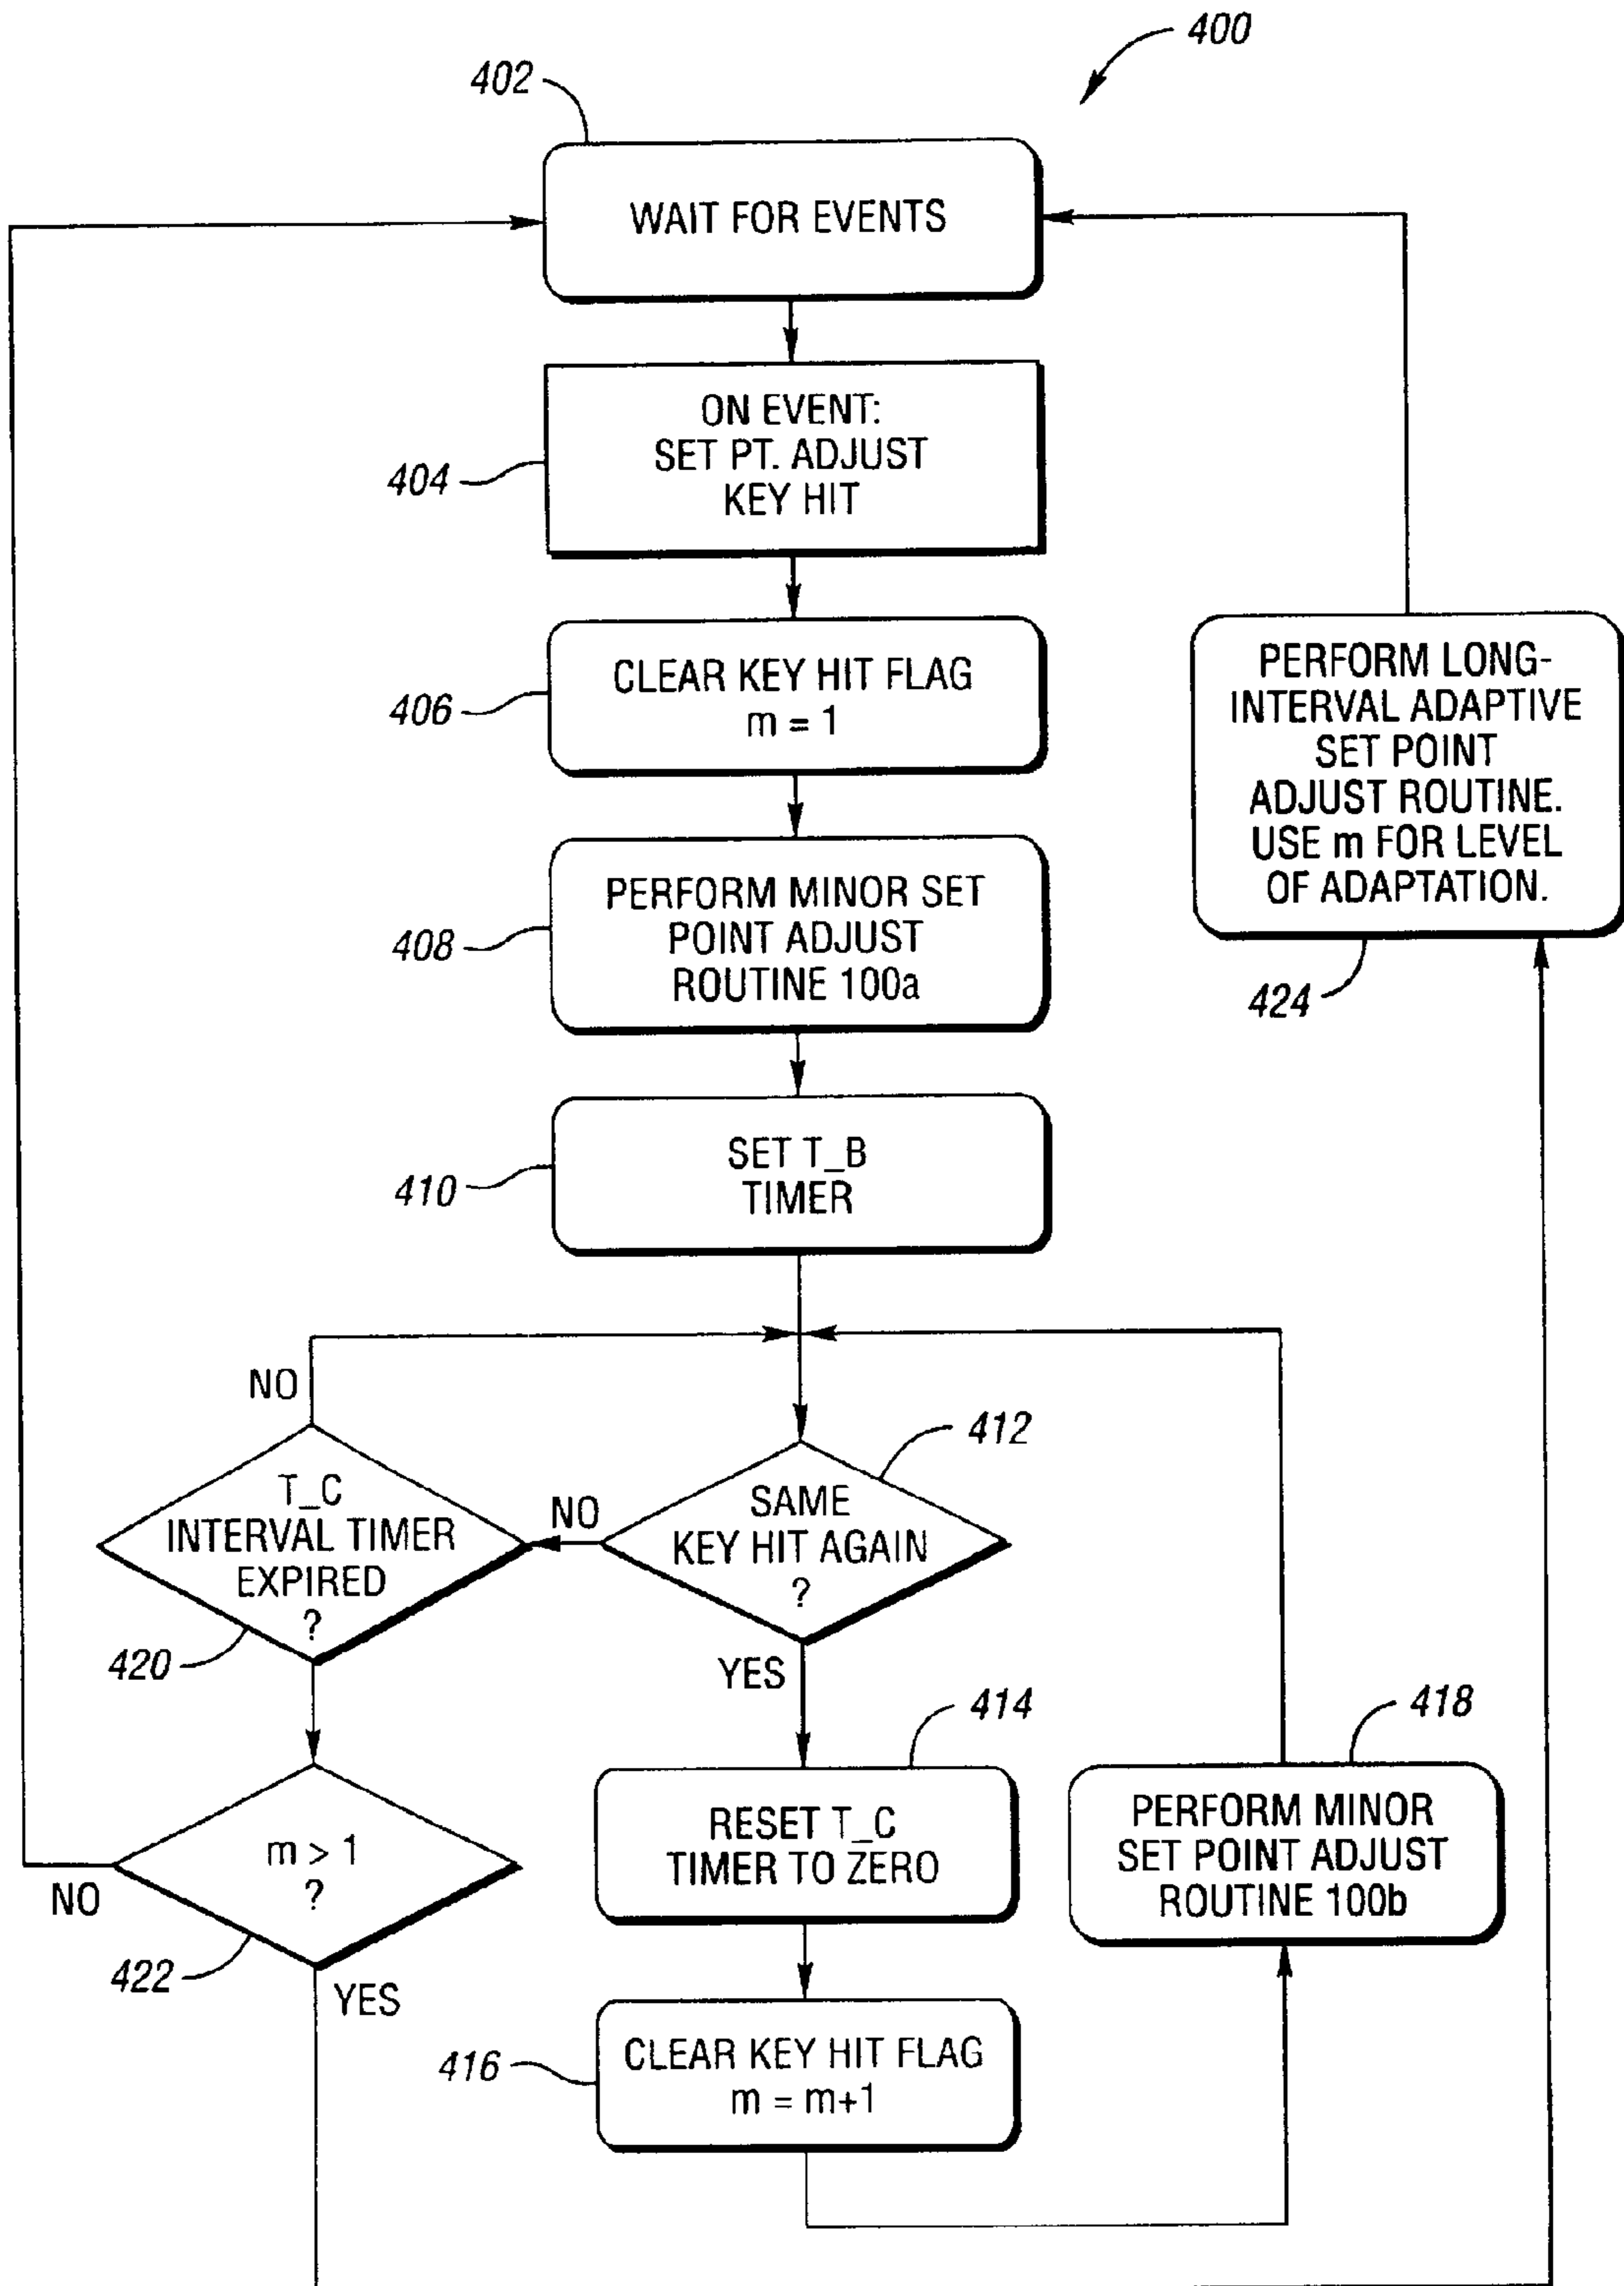 400
402
WAIT FOR EVENTS
ON EVENT:
SET PT. ADJUST
KEY HIT
404
CLEAR KEY HIT FLAG
m = 1
406
PERFORM LONG-
INTERVAL ADAPTIVE
SET POINT
ADJUST ROUTINE.
USE m FOR LEVEL
OF ADAPTATION.
424
PERFORM MINOR SET
POINT ADJUST
ROUTINE 100a
408
SET T_B
TIMER
410
NO
412
T_C
INTERVAL TIMER
EXPIRED
?
420
NO
SAME
KEY HIT AGAIN
?
YES
414
418
m > 1
?
NO
422
YES
RESET T_C
TIMER TO ZERO
PERFORM MINOR
SET POINT ADJUST
ROUTINE 100b
CLEAR KEY HIT FLAG
m = m+1
416